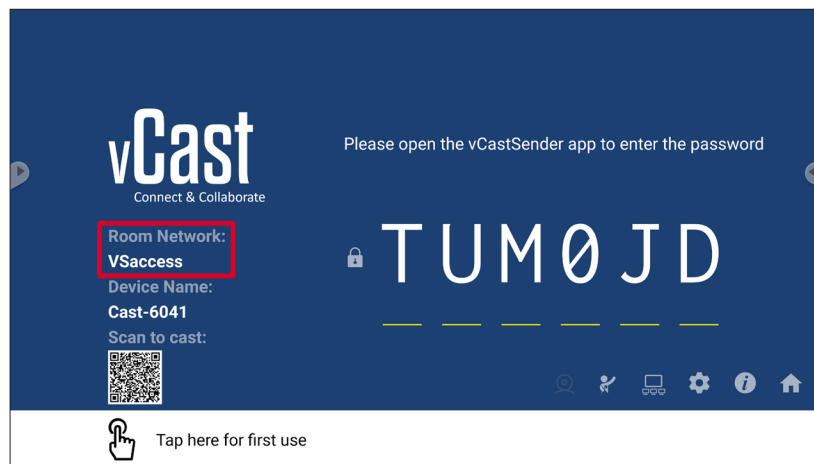 vCast
Connect & Collaborate
Please open the vCastSender app to enter the password
Room Network:
VSaccess
TUM0JD
Device Name:
Cast-6041
Scan to cast:
Tap here for first use